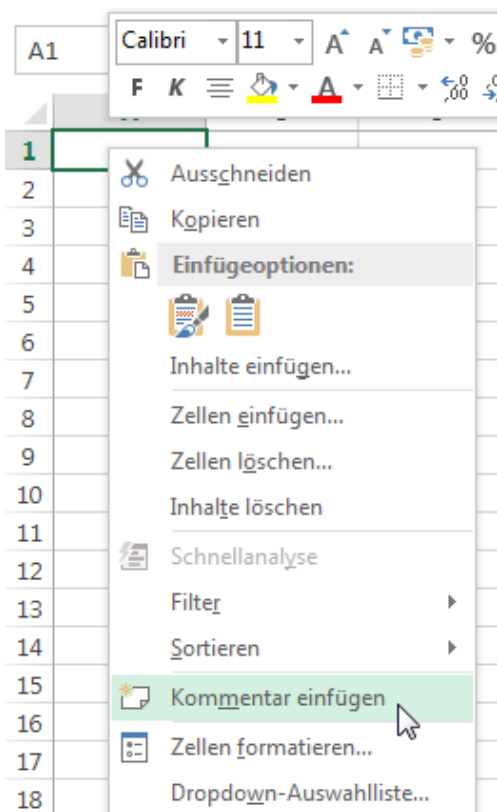 A1
Calibri 11 A A %
F K A ,00
1
Ausschneiden
2
Kopieren
3
4
Einfügeoptionen:
5
6
Inhalte einfügen...
7
8
Zellen einfügen...
9
Zellen löschen...
10
Inhalte löschen
11
12
Schnellanalyse
13
Filter
14
Sortieren
15
Kommentar einfügen
16
17
Zellen formatieren...
18
Dropdown-Auswahlliste...